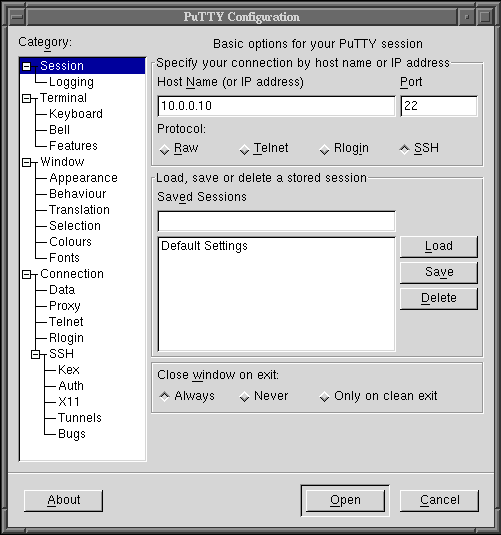 PuTTY Configuration
Category:
Session
Logging
Terminal
Keyboard
Bell
Features
Window
Appearance
Behaviour
Translation
Selection
Colours
Fonts
Connection
Data
Proxy
Telnet
Rlogin
SSH
Kex
Auth
X11
Tunnels
Bugs
Basic options for your PuTTY session
Specify your connection by host name or IP address
Host Name (or IP address) Port
10.0.0.10 22
Protocol:
Raw Telnet Rlogin SSH
Load, save or delete a stored session
Saved Sessions
Default Settings
Load
Save
Delete
Close window on exit:
Always Never Only on clean exit
About Open Cancel